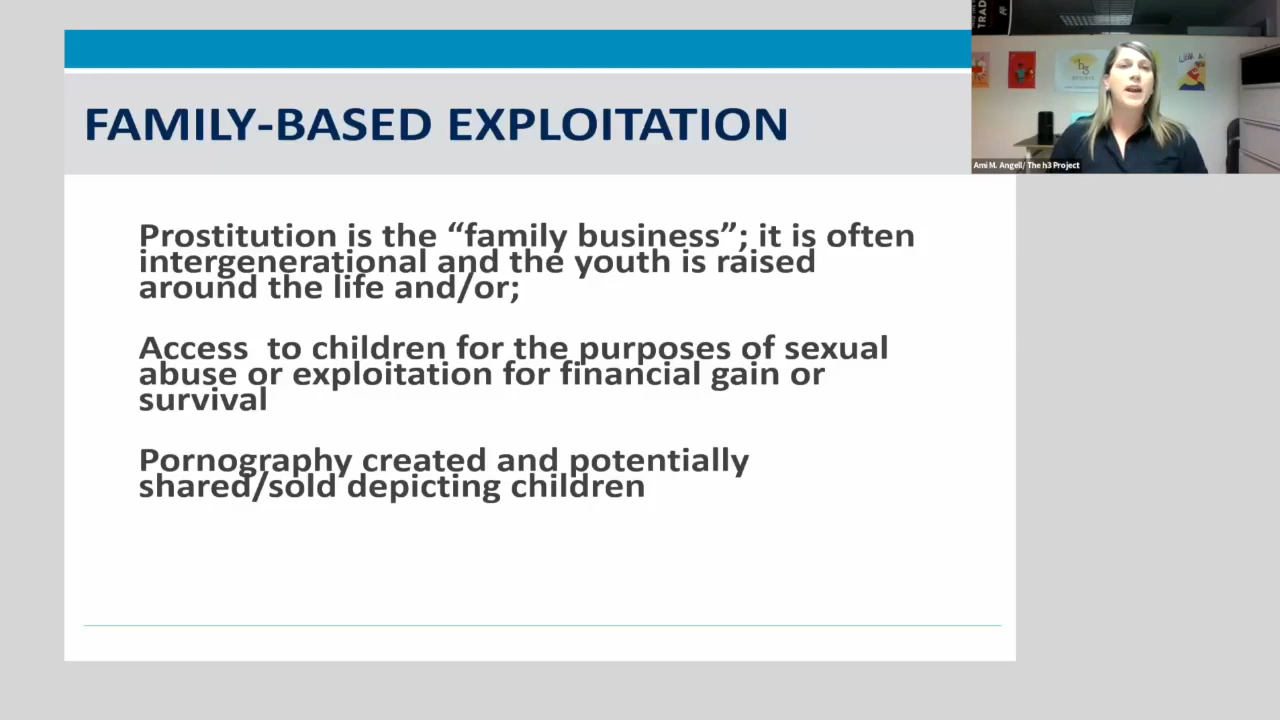 FAMILY-BASED EXPLOITATION
Prostitution is the “family business”; it is often
intergenerational and the youth is raised
around the life and/or;
Access  to children for the purposes of sexual
abuse or exploitation for financial gain or
survival
Pornography created and potentially
shared/sold depicting children
TRAD
Ami M. Angell/ The h3 Project